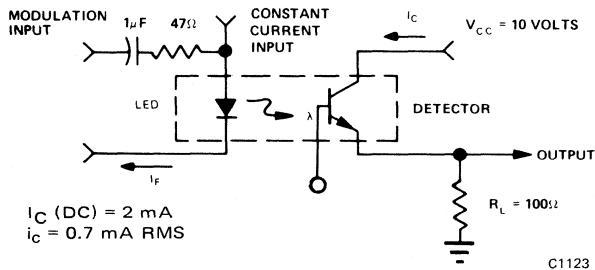 MODULATION
INPUT
1µF
47Ω
CONSTANT
CURRENT
INPUT
IC
VCC = 10 VOLTS
LED
λ
DETECTOR
IF
OUTPUT
RL = 100Ω
IC (DC) = 2 mA
ic = 0.7 mA RMS
C1123